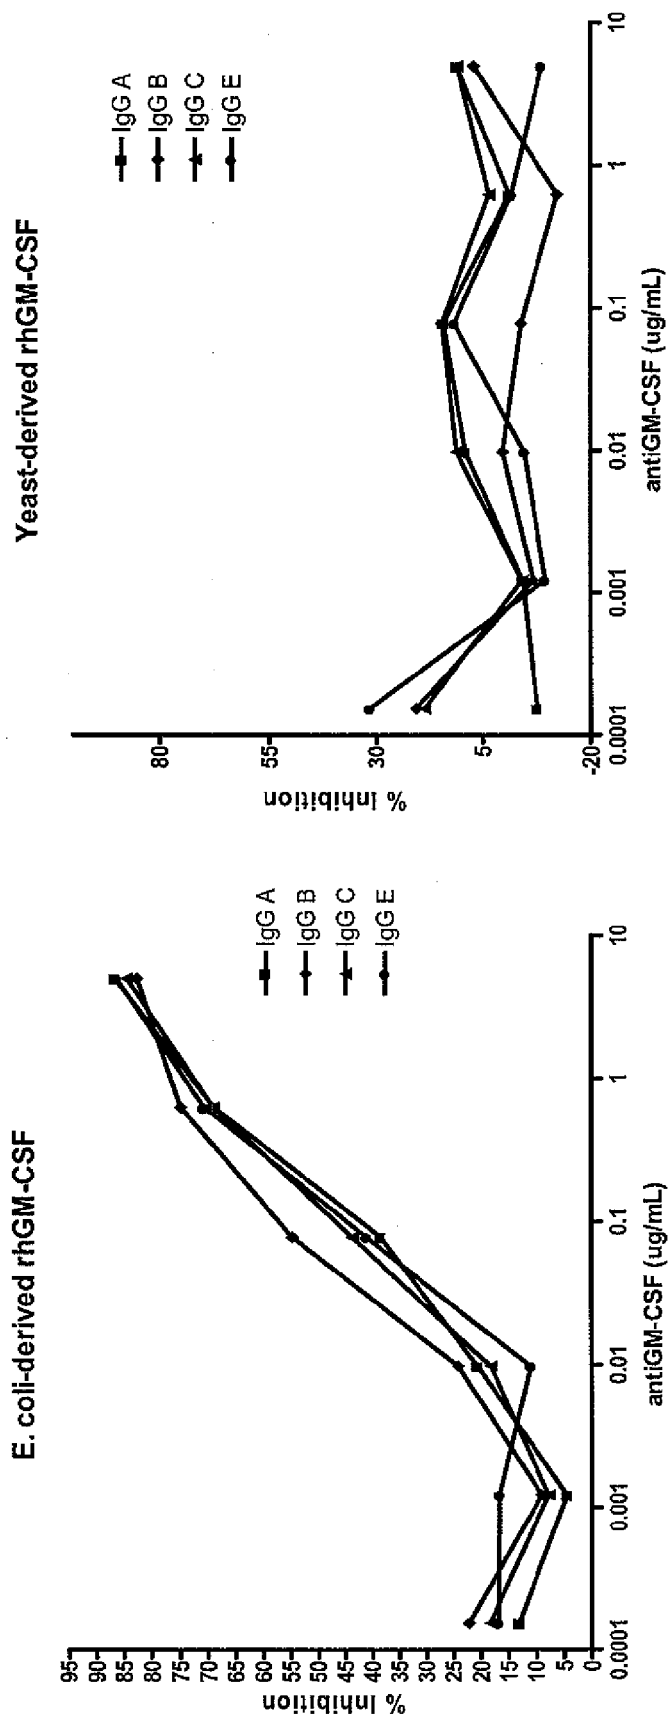 E. coli-derived rhGM-CSF
% Inhibition
95
90
85
80
75
70
65
60
55
50
45
40
35
30
25
20
15
10
5
0
0.0001
0.001
0.01
0.1
1
10
antiGM-CSF (ug/mL)
IgG A
IgG B
IgG C
IgG E
Yeast-derived rhGM-CSF
% Inhibition
80
55
30
5
-20
0.0001
0.001
0.01
0.1
1
10
antiGM-CSF (ug/mL)
IgG A
IgG B
IgG C
IgG E